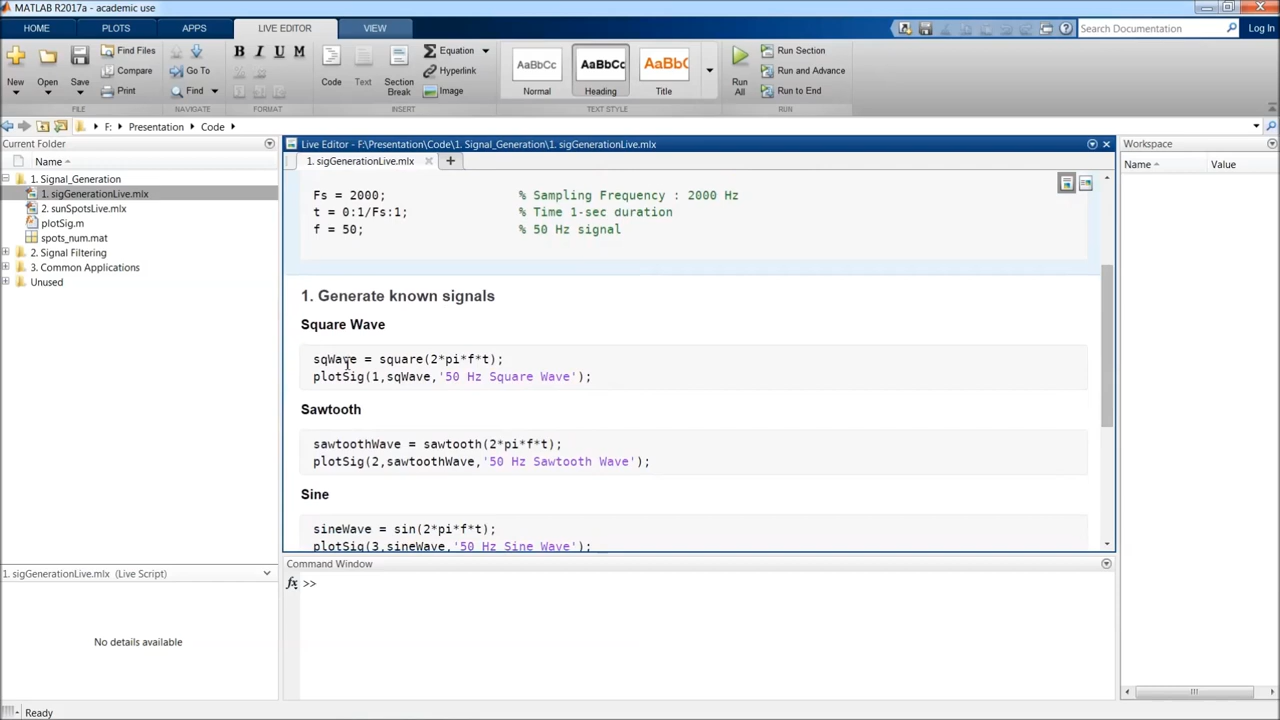 MATLAB R2017a - academic use
HOME PLOTS APPS LIVE EDITOR VIEW
Search Documentation
Log In
New Open Save
Find Files
Compare
Print
Go To
Find
B I U M
Code Text Section Break
Equation
Hyperlink
Image
AaBbCc AaBbCc AaBbC
Normal Heading Title
Run All
Run Section
Run and Advance
Run to End
FILE NAVIGATE FORMAT INSERT TEXT STYLE RUN
F: Presentation Code
Current Folder
Name
1. Signal_Generation
1. sigGenerationLive.mlx
2. sunSpotsLive.mlx
plotSig.m
spots_num.mat
2. Signal Filtering
3. Common Applications
Unused
1. sigGenerationLive.mlx (Live Script)
No details available
Live Editor - F:\Presentation\Code\1. Signal_Generation\1. sigGenerationLive.mlx
1. sigGenerationLive.mlx
Fs = 2000; % Sampling Frequency : 2000 Hz
t = 0:1/Fs:1; % Time 1-sec duration
f = 50; % 50 Hz signal
1. Generate known signals
Square Wave
sqWave = square(2*pi*f*t);
plotSig(1,sqWave,'50 Hz Square Wave');
Sawtooth
sawtoothWave = sawtooth(2*pi*f*t);
plotSig(2,sawtoothWave,'50 Hz Sawtooth Wave');
Sine
sineWave = sin(2*pi*f*t);
plotSig(3,sineWave,'50 Hz Sine Wave');
Command Window
fx >>
Workspace
Name Value
Ready